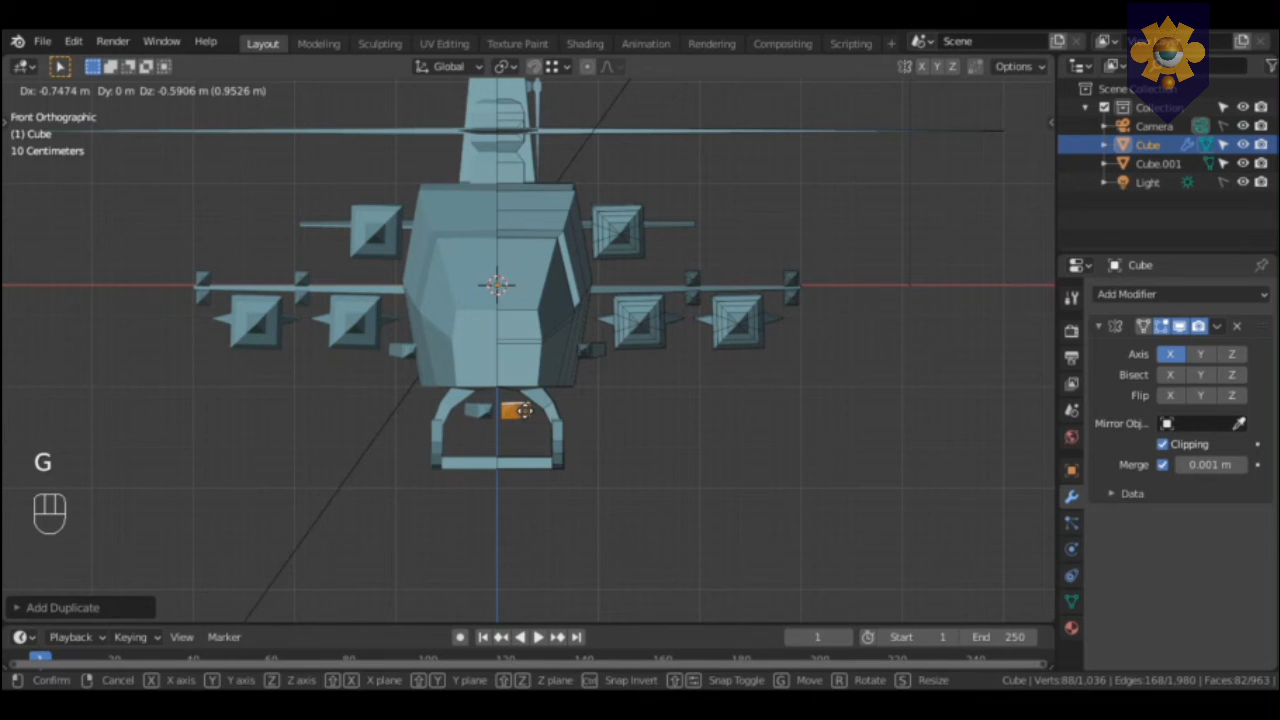 File Edit Render Window Help Layout Modeling Sculpting UV Editing Texture Paint Shading Animation Rendering Compositing Scripting + Scene
Global X Y Z Options
Dx: -0.7474 m Dy: 0 m Dz: -0.5906 m (0.9526 m)
Front Orthographic
(1) Cube
10 Centimeters
Scene Collection
Collection
Camera
Cube
Cube.001
Light
Cube
Add Modifier
Axis X Y Z
Bisect X Y Z
Flip X Y Z
Mirror Obj..
Clipping
Merge 0.001 m
Data
G
Add Duplicate
Playback Keying View Marker 1 Start 1 End 250
1
Confirm Cancel X X axis Y Y axis Z Z axis X X plane Y Y plane Z Z plane Ctrl Snap Invert Snap Toggle G Move R Rotate S Resize Cube | Verts:88/1,036 | Edges:168/1,980 | Faces:82/963 |